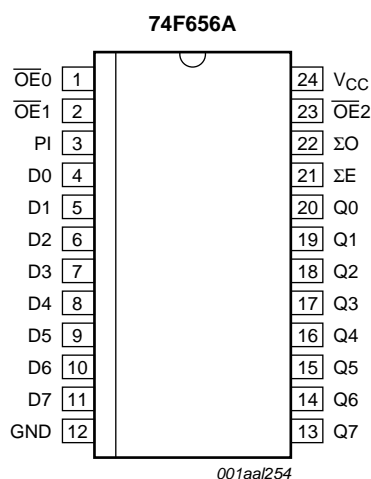 74F656A
OE0 1 24 VCC
OE1 2 23 OE2
PI 3 22 ΣO
D0 4 21 ΣE
D1 5 20 Q0
D2 6 19 Q1
D3 7 18 Q2
D4 8 17 Q3
D5 9 16 Q4
D6 10 15 Q5
D7 11 14 Q6
GND 12 13 Q7
001aal254